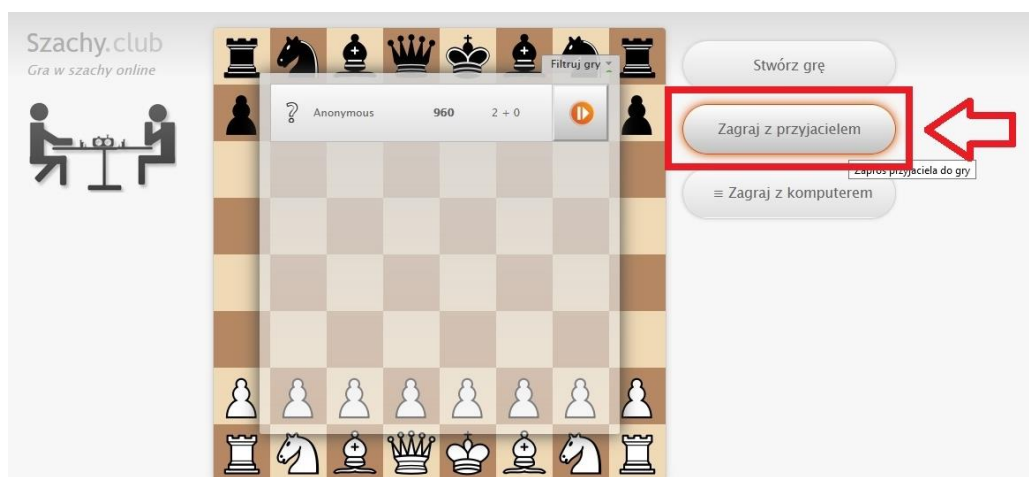 Szachy.club
Gra w szachy online
Filtruj gry
Anonymous 960 2 + 0
Stwórz grę
Zagraj z przyjacielem
Zaproś przyjaciela do gry
≡ Zagraj z komputerem